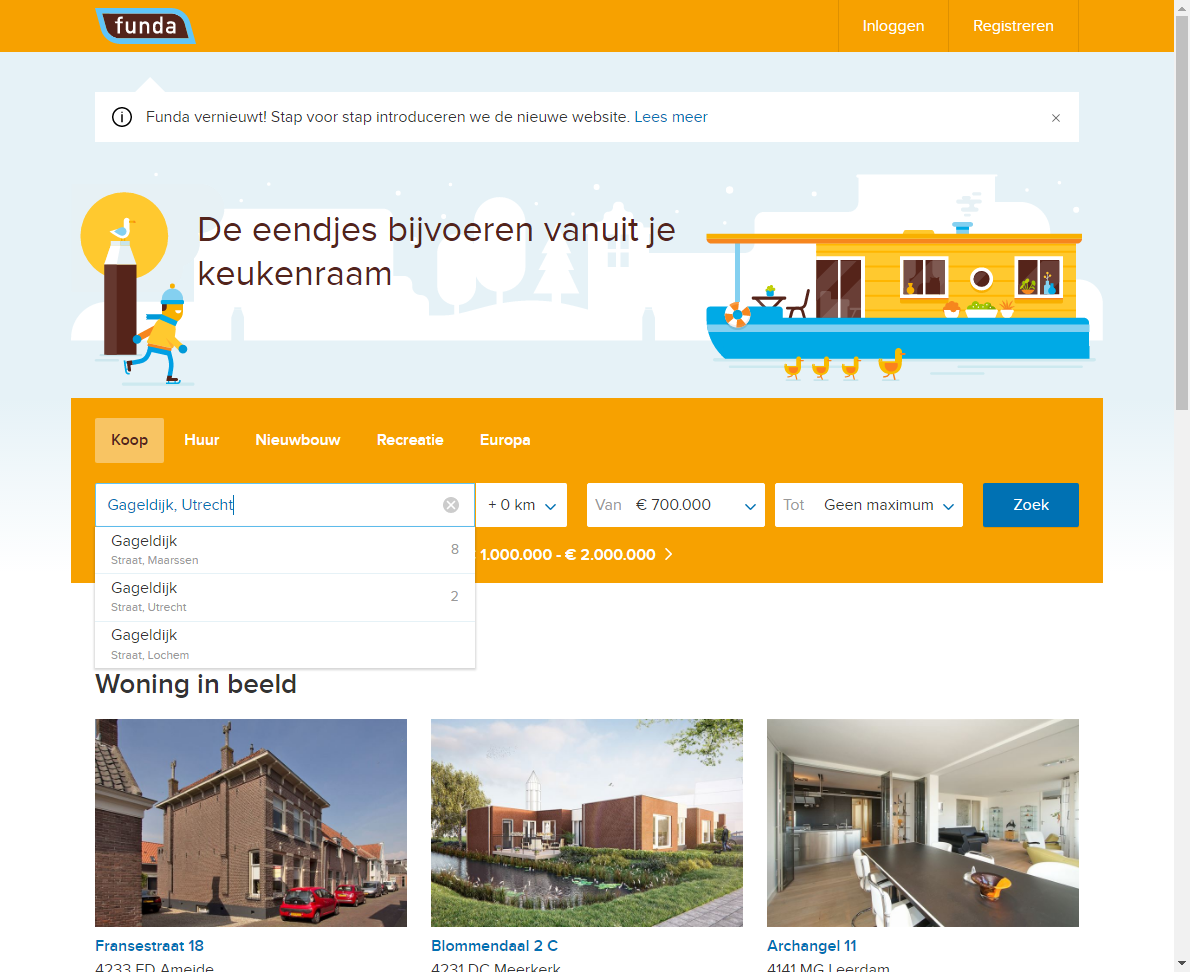 funda
Inloggen
Registreren
Funda vernieuwt! Stap voor stap introduceren we de nieuwe website. Lees meer
De eendjes bijvoeren vanuit je
keukenraam
Koop
Huur
Nieuwbouw
Recreatie
Europa
Gageldijk, Utrecht
+ 0 km
Van € 700.000
Tot Geen maximum
Zoek
Gageldijk
Straat, Maarssen
8
1.000.000 - € 2.000.000
Gageldijk
Straat, Utrecht
2
Gageldijk
Straat, Lochem
Woning in beeld
Fransestraat 18
Blommendaal 2 C
Archangel 11
4233 ED Ameide
4231 DC Meerkerk
4141 MG Leerdam